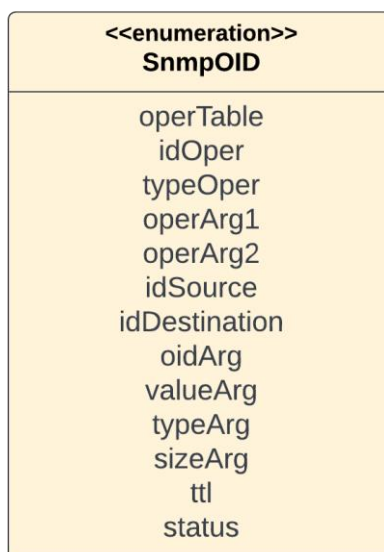 <<enumeration>>
SnmpOID
operTable
idOper
typeOper
operArg1
operArg2
idSource
idDestination
oidArg
valueArg
typeArg
sizeArg
ttl
status